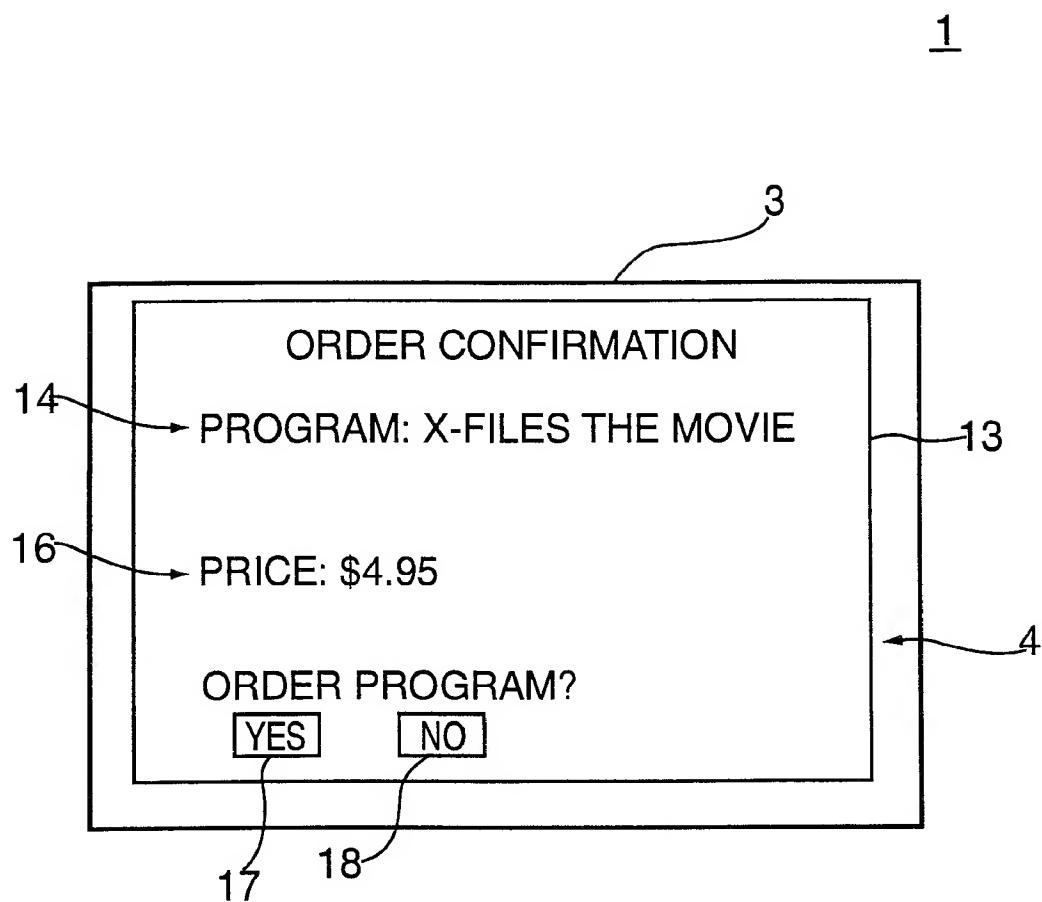 1
3
ORDER CONFIRMATION
14
PROGRAM: X-FILES THE MOVIE
13
16
PRICE: $4.95
4
ORDER PROGRAM?
YES NO
17
18